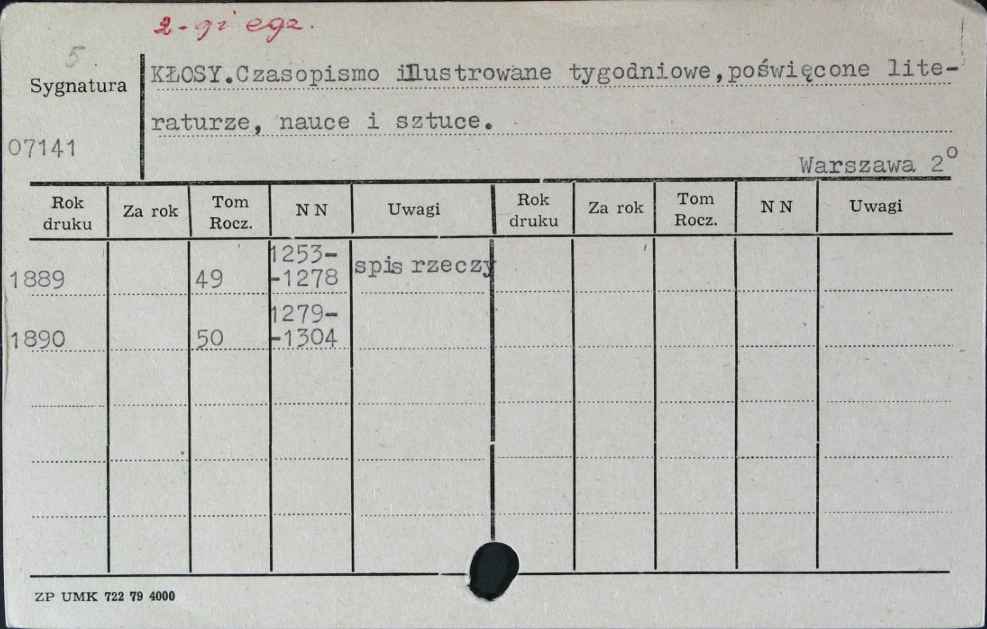 2-gi egz.
5
Sygnatura
KŁOSY.Czasopismo illustrowane tygodniowe,poświęcone lite-
raturze, nauce i sztuce.
07141
Warszawa 2°
Rok druku Za rok Tom Rocz. N N Uwagi Rok druku Za rok Tom Rocz. N N Uwagi
1889 49 1253--1278 spis rzeczy
1890 50 1279--1304
ZP UMK 722 79 4000